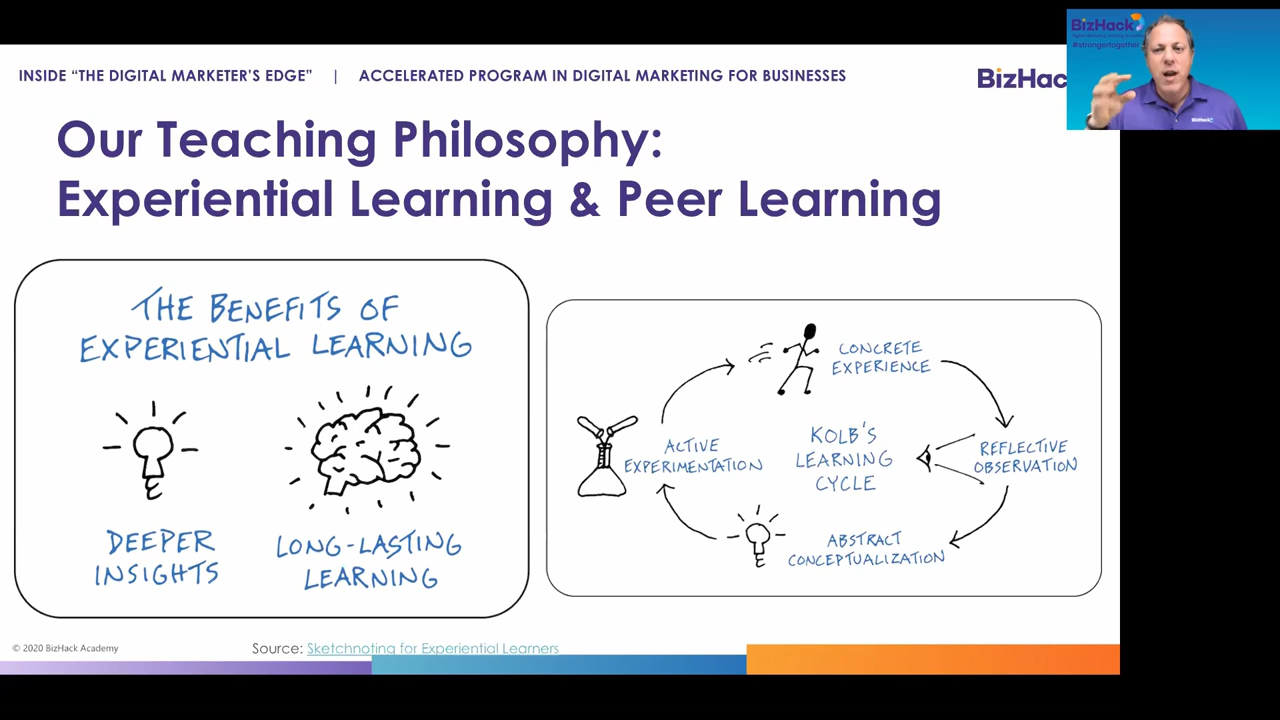 INSIDE “THE DIGITAL MARKETER’S EDGE” | ACCELERATED PROGRAM IN DIGITAL MARKETING FOR BUSINESSES
BizHac
BizHack
#strongertogether
BizHack
Our Teaching Philosophy:
Experiential Learning & Peer Learning
THE BENEFITS OF
EXPERIENTIAL LEARNING
DEEPER
INSIGHTS
LONG-LASTING
LEARNING
CONCRETE
EXPERIENCE
ACTIVE
EXPERIMENTATION
KOLB'S
LEARNING
CYCLE
REFLECTIVE
OBSERVATION
ABSTRACT
CONCEPTUALIZATION
© 2020 BizHack Academy
Source: Sketchnoting for Experiential Learners